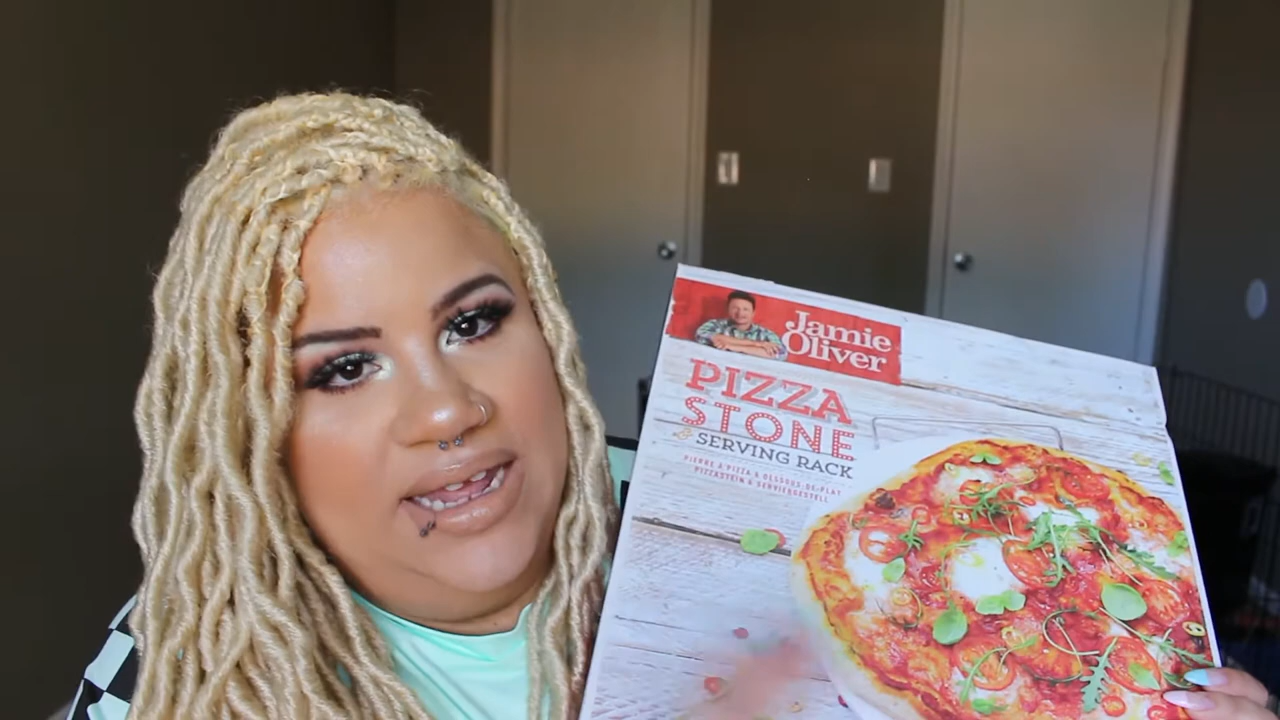 Jamie
Oliver
PIZZA
STONE
& SERVING RACK
PIERRE À PIZZA & DESSOUS-DE-PLAT
PIZZASTEIN & SERVIERGESTELL